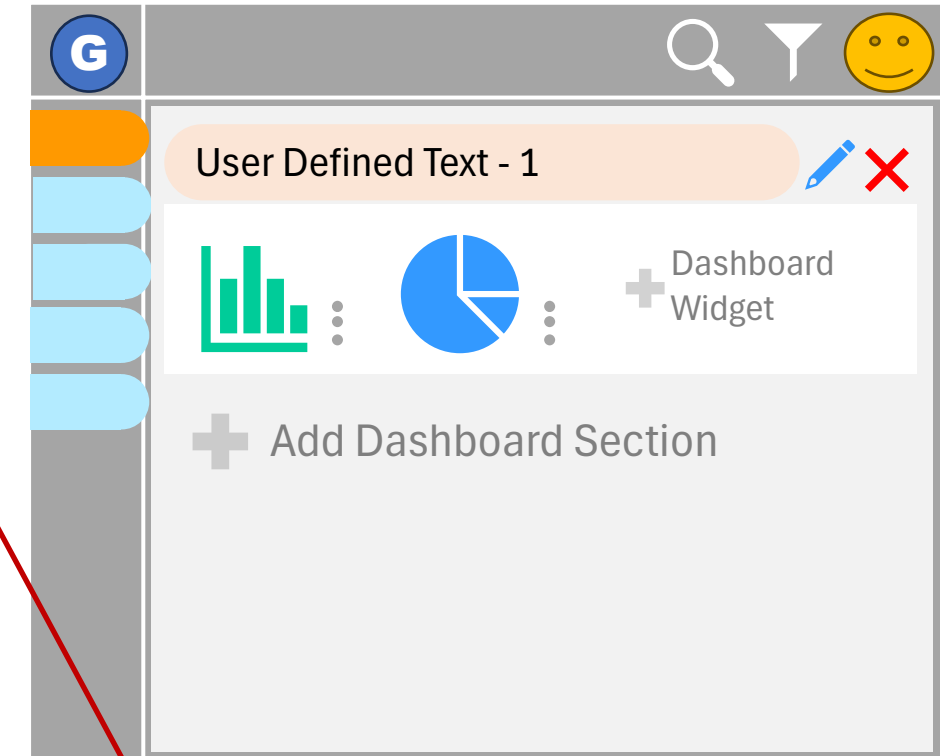 G
User Defined Text - 1
Dashboard
Widget
Add Dashboard Section